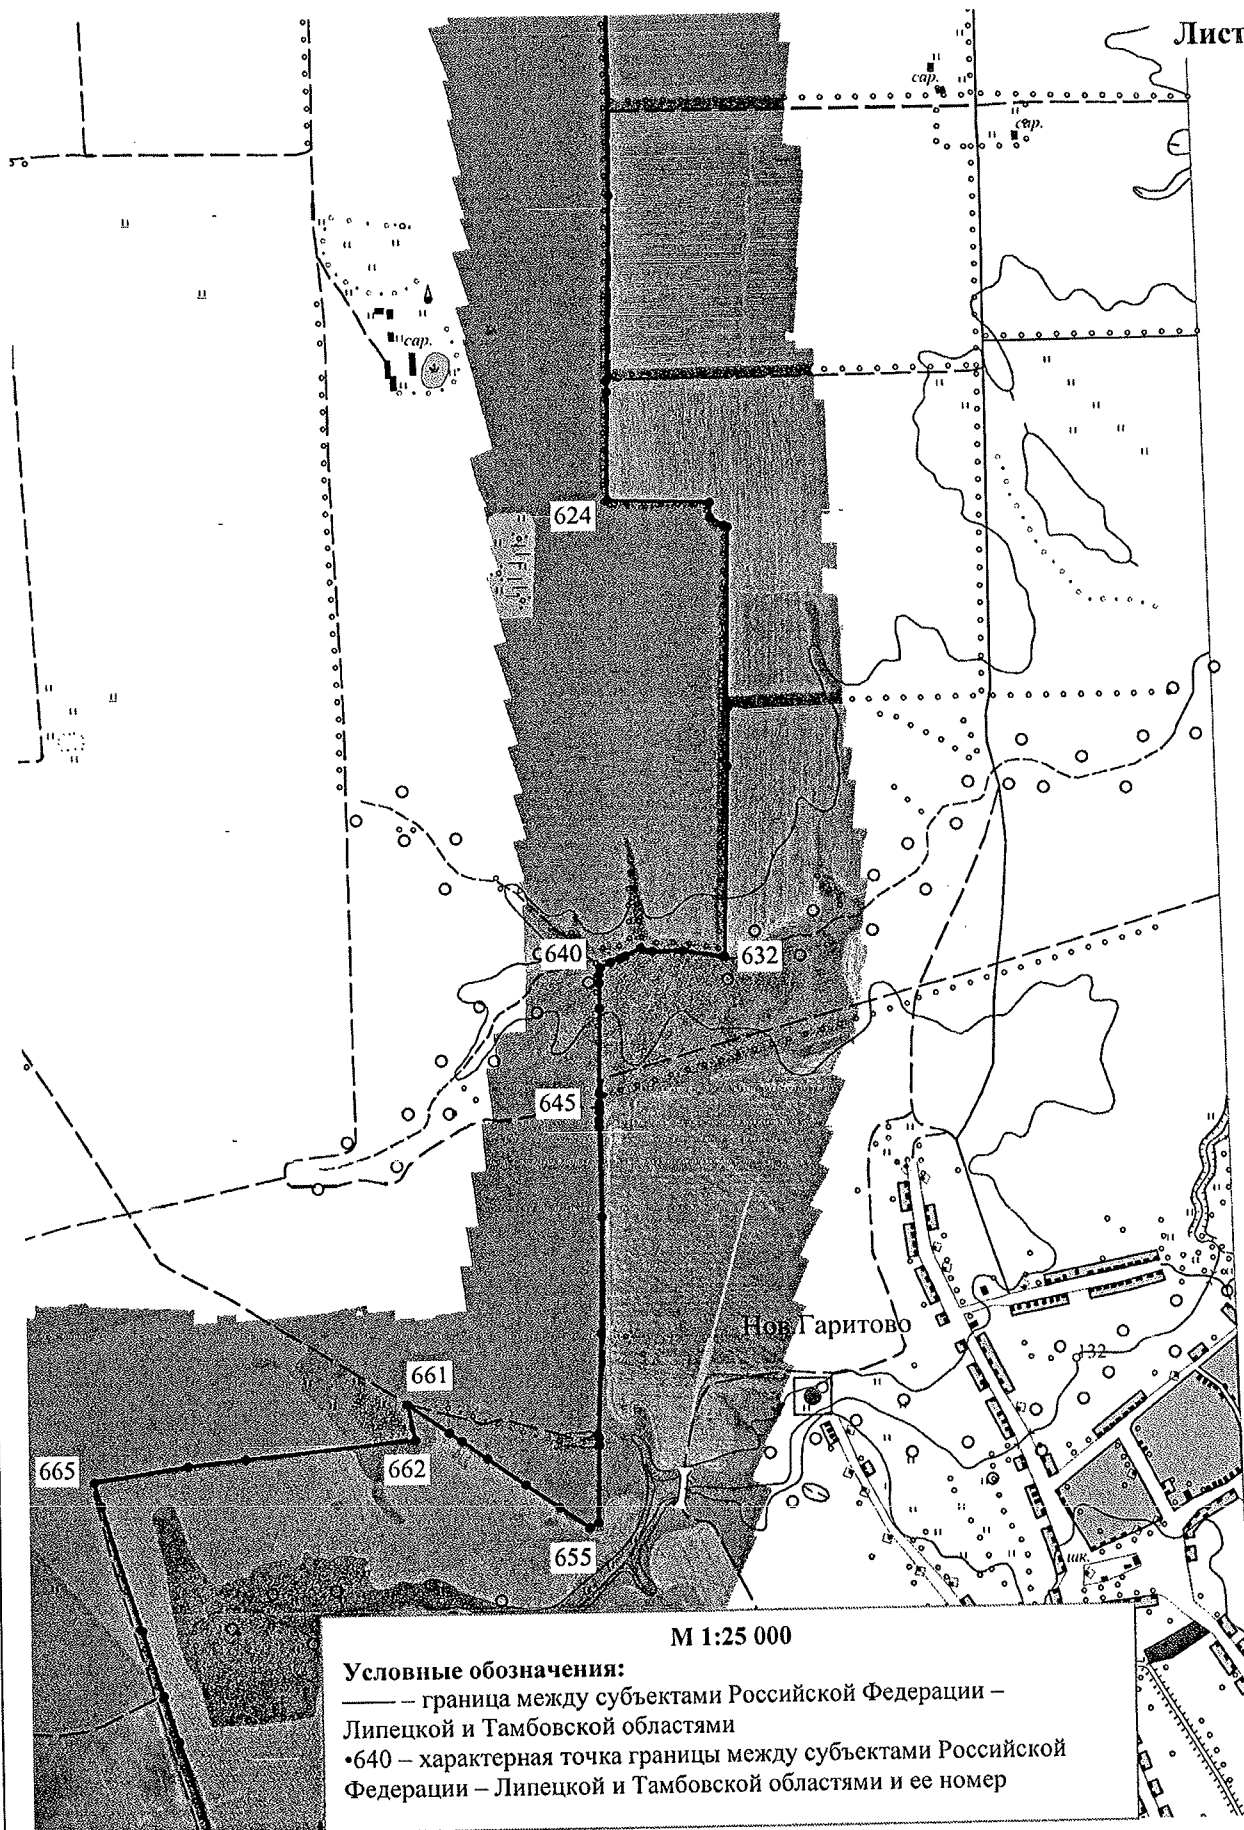 Лист
сар.
сар.
сар.
624
640
632
645
Нов.Гаритово
132
661
662
665
655
шк.
М 1:25 000
Условные обозначения:
—— – граница между субъектами Российской Федерации –
Липецкой и Тамбовской областями
•640 – характерная точка границы между субъектами Российской
Федерации – Липецкой и Тамбовской областями и ее номер